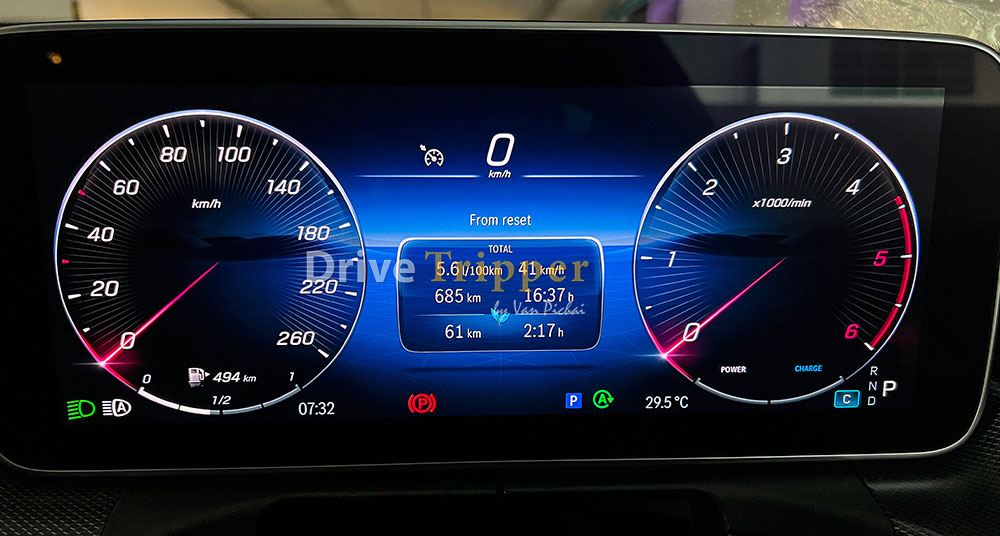 20
40
60
80
100
140
180
220
260
0
km/h
0
km/h
From reset
TOTAL
5.6 l/100km 41 km/h
685 km 16:37 h
61 km 2:17 h
Drive Tripper
by Van Pichai
0
1
2
3
4
5
6
x1000/min
POWER CHARGE
0 1/2 1
494 km
A
07:32
P
P
A
29.5 °C
C
R
N
D
P